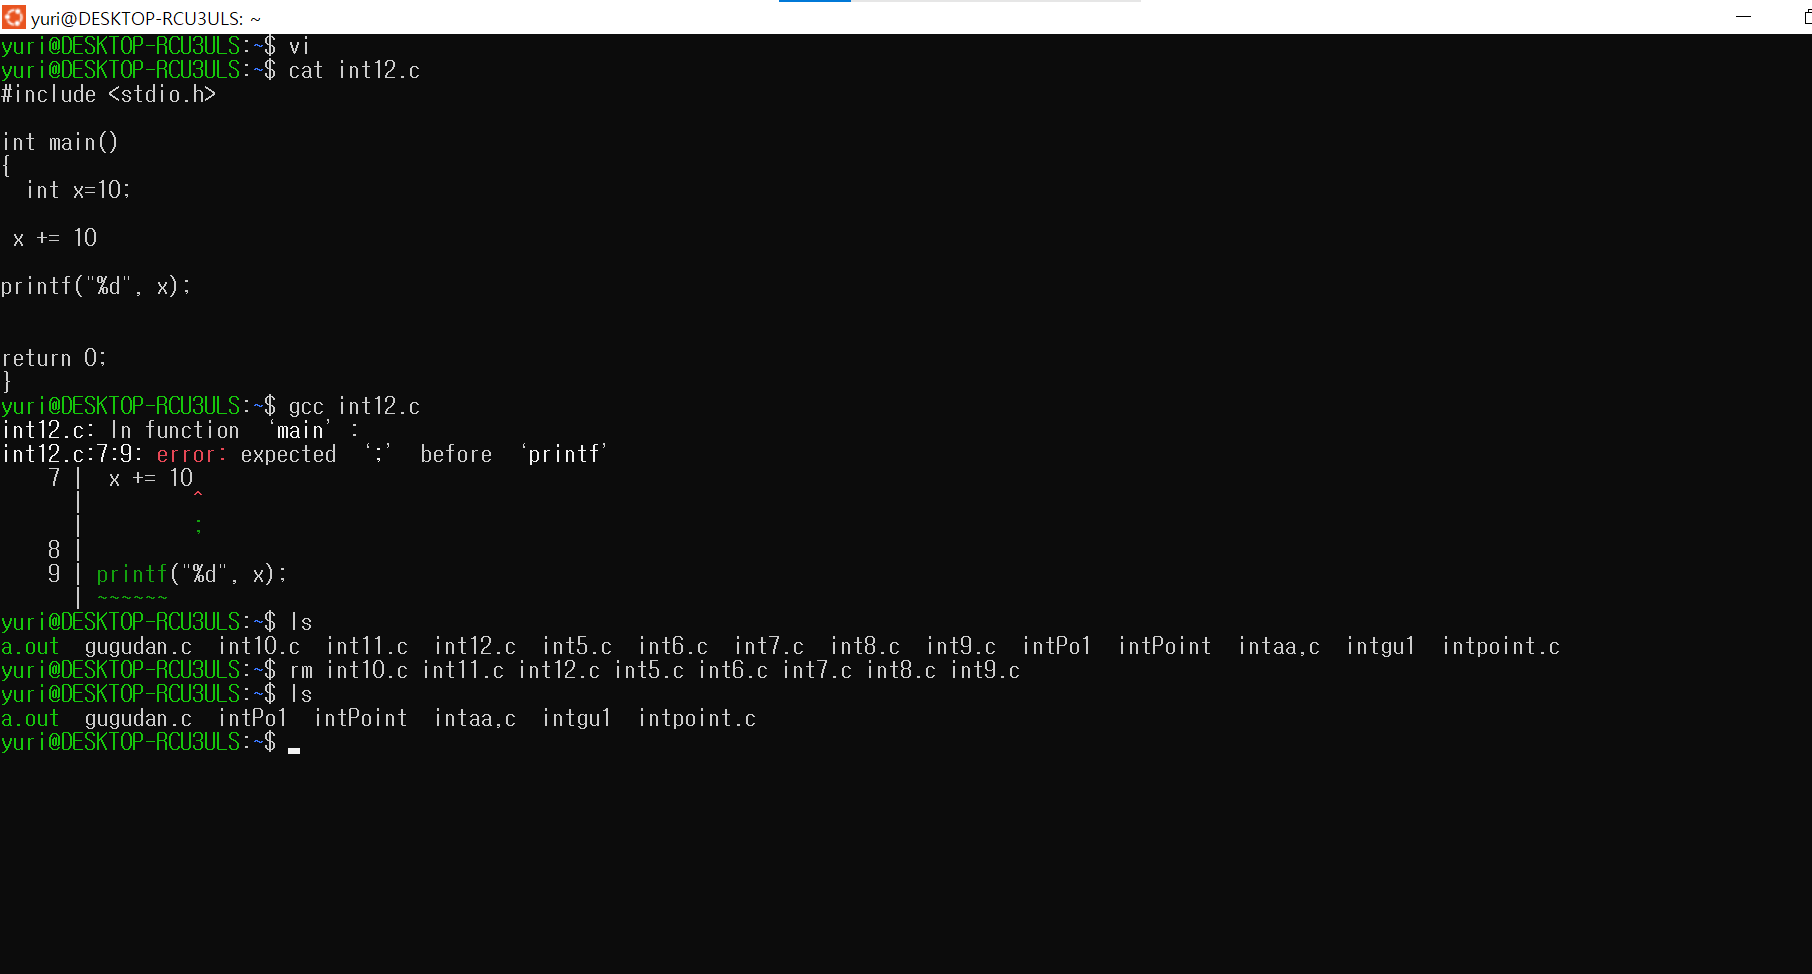 yuri@DESKTOP-RCU3ULS: ~
yuri@DESKTOP-RCU3ULS:~$ vi
yuri@DESKTOP-RCU3ULS:~$ cat int12.c
#include <stdio.h>
int main()
{
  int x=10;
 x += 10
printf("%d", x);
return 0;
}
yuri@DESKTOP-RCU3ULS:~$ gcc int12.c
int12.c: In function ‘main’ :
int12.c:7:9: error: expected ‘;’ before ‘printf’
    7 |  x += 10
      |         ^
      |         ;
    8 |
    9 | printf("%d", x);
      | ~~~~~~
yuri@DESKTOP-RCU3ULS:~$ ls
a.out  gugudan.c  int10.c  int11.c  int12.c  int5.c  int6.c  int7.c  int8.c  int9.c  intPo1  intPoint  intaa,c  intgu1  intpoint.c
yuri@DESKTOP-RCU3ULS:~$ rm int10.c int11.c int12.c int5.c int6.c int7.c int8.c int9.c
yuri@DESKTOP-RCU3ULS:~$ ls
a.out  gugudan.c  intPo1  intPoint  intaa,c  intgu1  intpoint.c
yuri@DESKTOP-RCU3ULS:~$